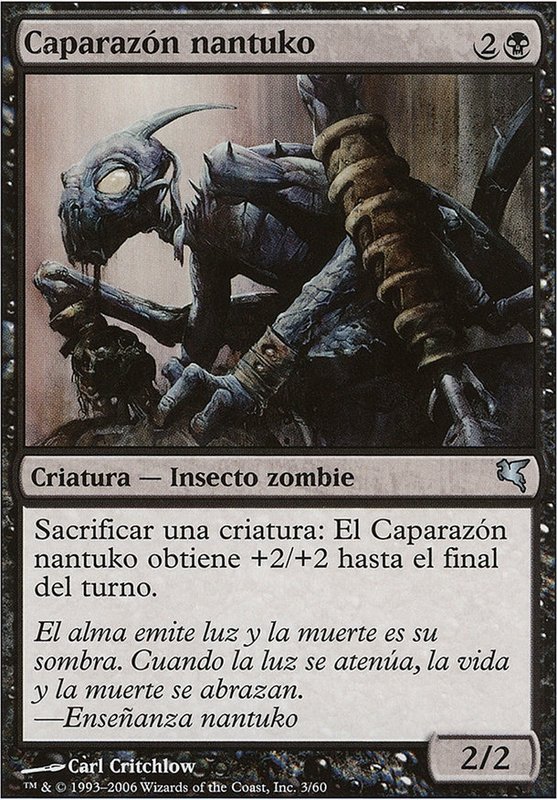 Caparazón nantuko 2
Criatura — Insecto zombie
Sacrificar una criatura: El Caparazón
nantuko obtiene +2/+2 hasta el final
del turno.
El alma emite luz y la muerte es su
sombra. Cuando la luz se atenúa, la vida
y la muerte se abrazan.
—Enseñanza nantuko
2/2
Carl Critchlow
™ & © 1993–2006 Wizards of the Coast, Inc. 3/60